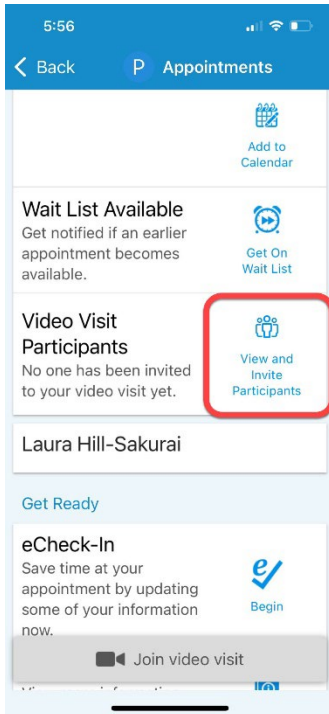 5:56
Back P Appointments
Add to
Calendar
Wait List Available
Get notified if an earlier
appointment becomes
available.
Get On
Wait List
Video Visit
Participants
No one has been invited
to your video visit yet.
View and
Invite
Participants
Laura Hill-Sakurai
Get Ready
eCheck-In
Save time at your
appointment by updating
some of your information
now.
Begin
Join video visit